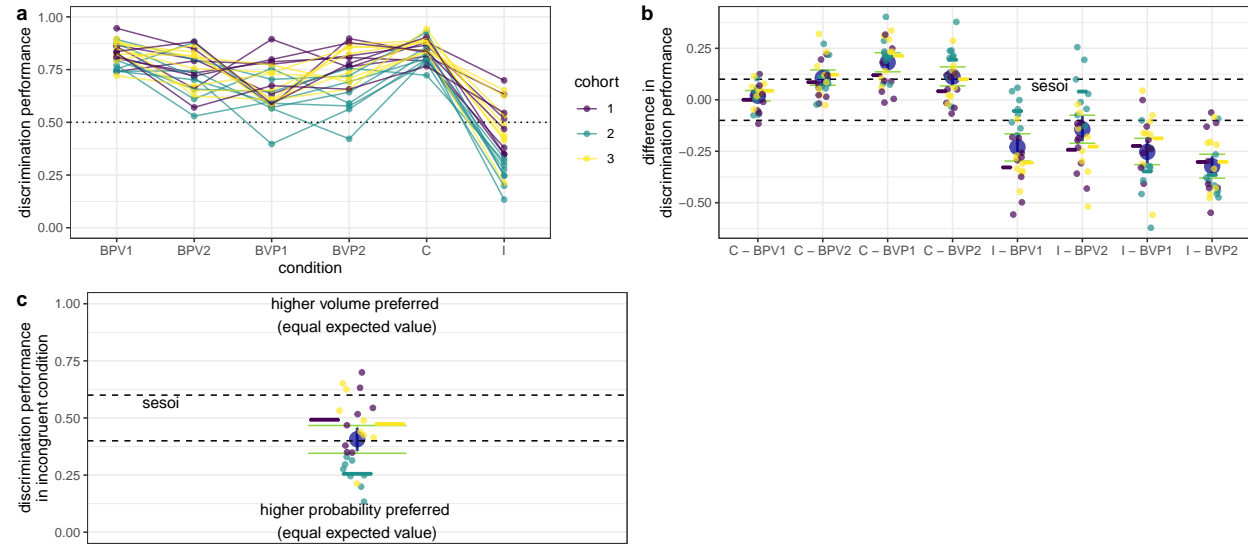 a
1.00
0.75
0.50
0.25
0.00
discrimination performance
BPV1 BPV2 BVP1 BVP2 C I
condition
cohort
1
2
3
b
0.25
0.00
−0.25
−0.50
difference in
discrimination performance
sesoi
C − BPV1 C − BPV2 C − BVP1 C − BVP2 I − BPV1 I − BPV2 I − BVP1 I − BVP2
c
1.00
0.75
0.50
0.25
0.00
discrimination performance
in incongruent condition
higher volume preferred
(equal expected value)
sesoi
higher probability preferred
(equal expected value)